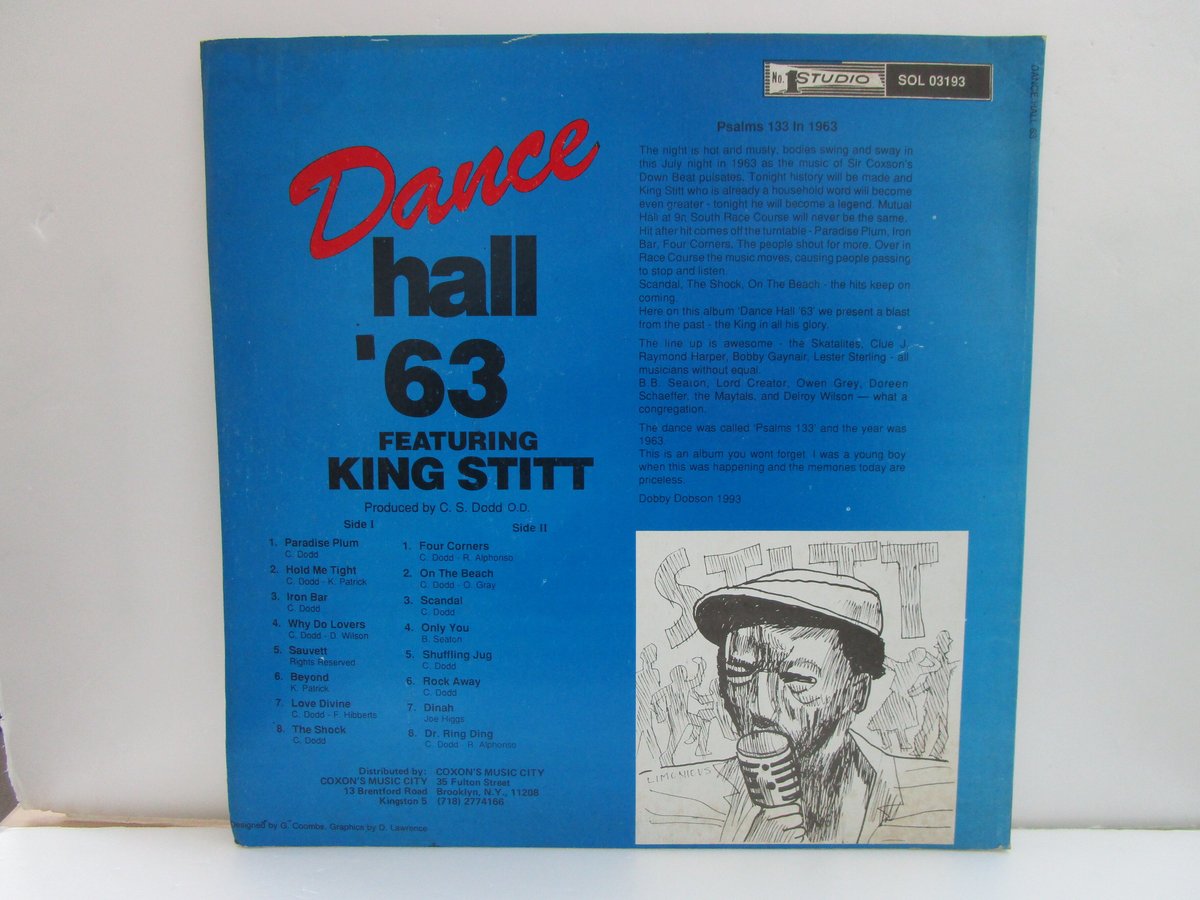 No. 1 STUDIO SOL 03193
DANCE HALL 63
Dance
hall
'63
FEATURING
KING STITT
Produced by C. S. Dodd O.D.
Side I
1. Paradise Plum
C. Dodd
2. Hold Me Tight
C. Dodd - K. Patrick
3. Iron Bar
C. Dodd
4. Why Do Lovers
C. Dodd - D. Wilson
5. Sauvett
Rights Reserved
6. Beyond
K. Patrick
7. Love Divine
C. Dodd - F. Hibberts
8. The Shock
C. Dodd
Side II
1. Four Corners
C. Dodd - R. Alphonso
2. On The Beach
C. Dodd - O. Gray
3. Scandal
C. Dodd
4. Only You
B. Seaton
5. Shuffling Jug
C. Dodd
6. Rock Away
C. Dodd
7. Dinah
Joe Higgs
8. Dr. Ring Ding
C. Dodd - R. Alphonso
Distributed by:
COXON'S MUSIC CITY
13 Brentford Road
Kingston 5
COXON'S MUSIC CITY
35 Fulton Street
Brooklyn, N.Y., 11208
(718) 2774166
Designed by G. Coombs, Graphics by D. Lawrence
Psalms 133 In 1963
The night is hot and musty, bodies swing and sway in
this July night in 1963 as the music of Sir Coxson's
Down Beat pulsates. Tonight history will be made and
King Stitt who is already a household word will become
even greater - tonight he will become a legend. Mutual
Hall at 9n South Race Course will never be the same.
Hit after hit comes off the turntable - Paradise Plum, Iron
Bar, Four Corners. The people shout for more. Over in
Race Course the music moves, causing people passing
to stop and listen.
Scandal, The Shock, On The Beach - the hits keep on
coming.
Here on this album 'Dance Hall '63' we present a blast
from the past - the King in all his glory.
The line up is awesome - the Skatalites, Clue J,
Raymond Harper, Bobby Gaynair, Lester Sterling - all
musicians without equal.
B.B. Seaton, Lord Creator, Owen Grey, Doreen
Schaeffer, the Maytals, and Delroy Wilson — what a
congregation.
The dance was called 'Psalms 133' and the year was
1963.
This is an album you wont forget. I was a young boy
when this was happening and the memories today are
priceless.
Dobby Dobson 1993
STITT
LIMONIEUS